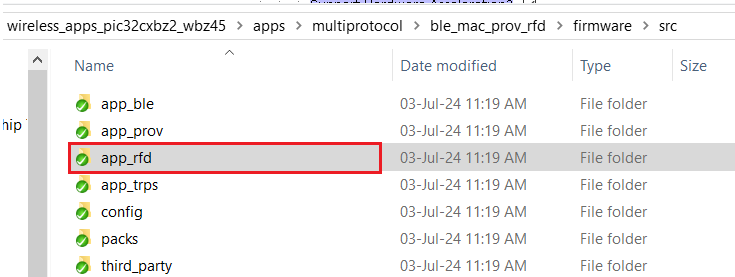 Support Hardware Acceleration?
wireless_apps_pic32cxbz2_wbz45 > apps > multiprotocol > ble_mac_prov_rfd > firmware > src
Name Date modified Type Size
app_ble 03-Jul-24 11:19 AM File folder
hip
app_prov 03-Jul-24 11:19 AM File folder
app_rfd 03-Jul-24 11:19 AM File folder
app_trps 03-Jul-24 11:19 AM File folder
config 03-Jul-24 11:19 AM File folder
packs 03-Jul-24 11:19 AM File folder
third_party 03-Jul-24 11:19 AM File folder